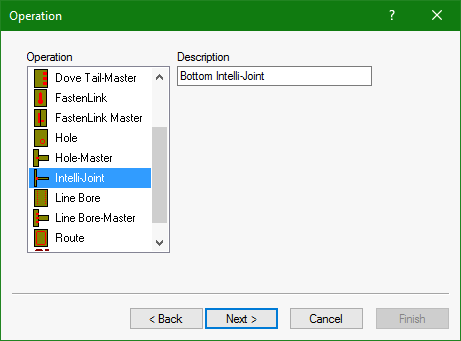 Operation
Operation
Description
Dove Tail-Master
FastenLink
FastenLink Master
Hole
Hole-Master
Intelli-Joint
Line Bore
Line Bore-Master
Route
Bottom Intelli-Joint
< Back
Next >
Cancel
Finish